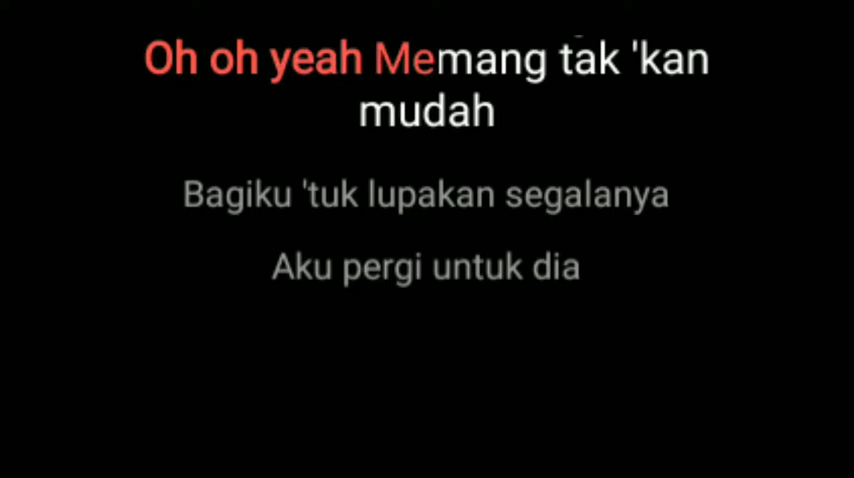 Oh oh yeah Memang tak 'kan
mudah
Bagiku 'tuk lupakan segalanya
Aku pergi untuk dia